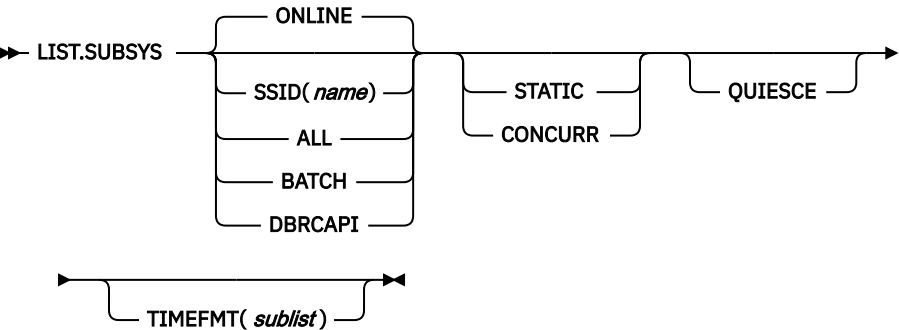 ONLINE
LIST.SUBSYS
SSID(name)
STATIC
QUIESCE
ALL
CONCURR
BATCH
DBRCAPI
TIMEFMT(sublist)